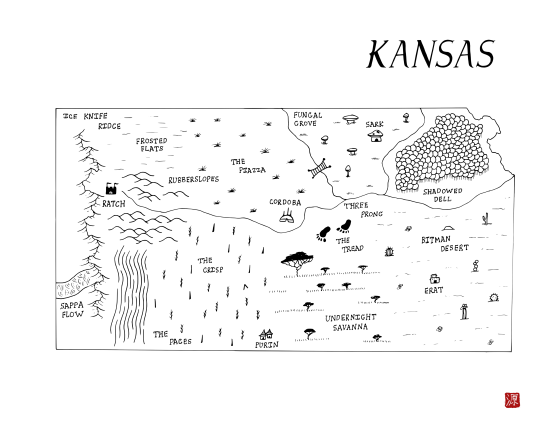 KANSAS
ICE KNIFE
RIDGE
FUNGAL
GROVE
SARK
FROSTED
FLATS
THE
PIAZZA
RUBBERSLOPES
SHADOWED
DELL
RATCH
CORDOBA
THREE
PRONG
THE
TREAD
BITMAN
DESERT
THE
CRISP
ERAT
SAPPA
FLOW
UNDERNIGHT
SAVANNA
THE
PAGES
PURIN
源